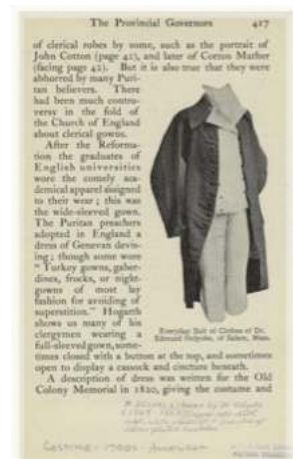 The Provincial Governors 427
of clerical robes by some, such as the portrait of
John Cotton (page 42), and later of Cotton Mather
(facing page 42). But it is also true that they were
abhorred by many Puri-
tan believers. There
had been much contro-
versy in the fold of
the Church of England
about clerical gowns.
After the Reforma-
tion the graduates of
English universities
wore the comely aca-
demical apparel assigned
to their wear; this was
the wide-sleeved gown.
The Puritan preachers
adopted in England a
dress of Genevan devis-
ing; though some wore
"Turkey gowns, gaber-
dines, frocks, or night-
gowns of most lay
fashion for avoiding of
superstition." Hogarth
shows us many of his
clergymen wearing a
full-sleeved gown, some-
times closed with a button at the top, and sometimes
open to display a cassock and cincture beneath.
A description of dress was written for the Old
Colony Memorial in 1820, giving the costume and
Everyday Suit of Clothes of Dr.
Edmund Holyoke, of Salem, Mass.
Costume - 1700s - American